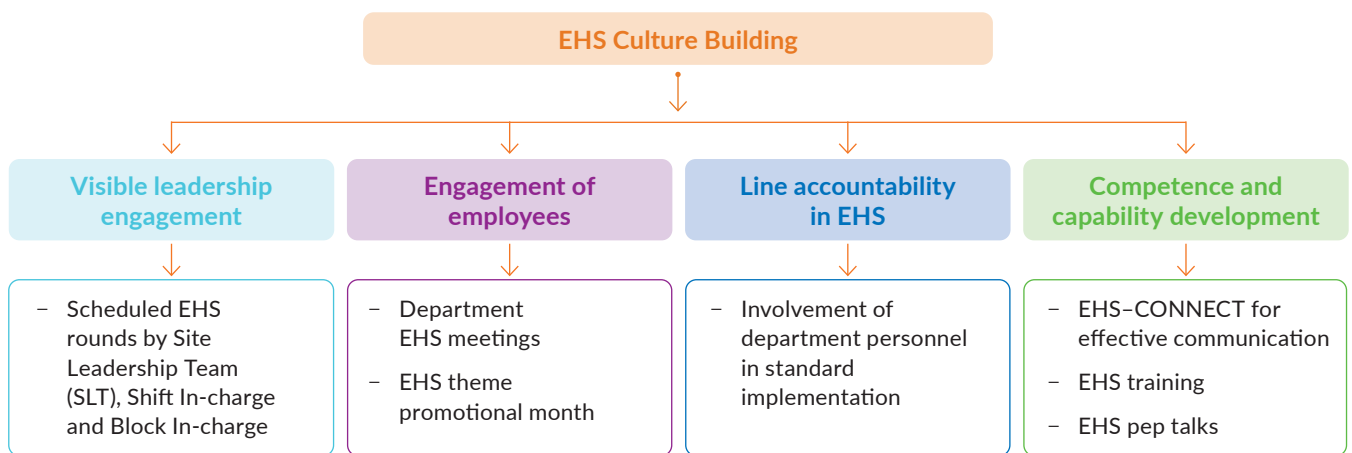 EHS Culture Building
Visible leadership
engagement
– Scheduled EHS
rounds by Site
Leadership Team
(SLT), Shift In-charge
and Block In-charge
Engagement of
employees
– Department
EHS meetings
– EHS theme
promotional month
Line accountability
in EHS
– Involvement of
department personnel
in standard
implementation
Competence and
capability development
– EHS–CONNECT for
effective communication
– EHS training
– EHS pep talks